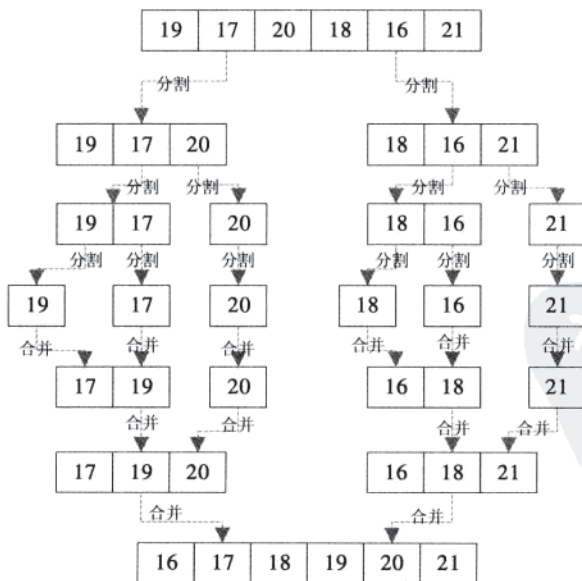 19 17 20 18 16 21
分割 分割
19 17 20 18 16 21
分割 分割 分割 分割
19 17 20 18 16 21
分割 分割 分割 分割 分割 分割
19 17 20 18 16 21
合并 合并 合并 合并 合并 合并
17 19 20 16 18 21
合并 合并 合并 合并
17 19 20 16 18 21
合并 合并
16 17 18 19 20 21